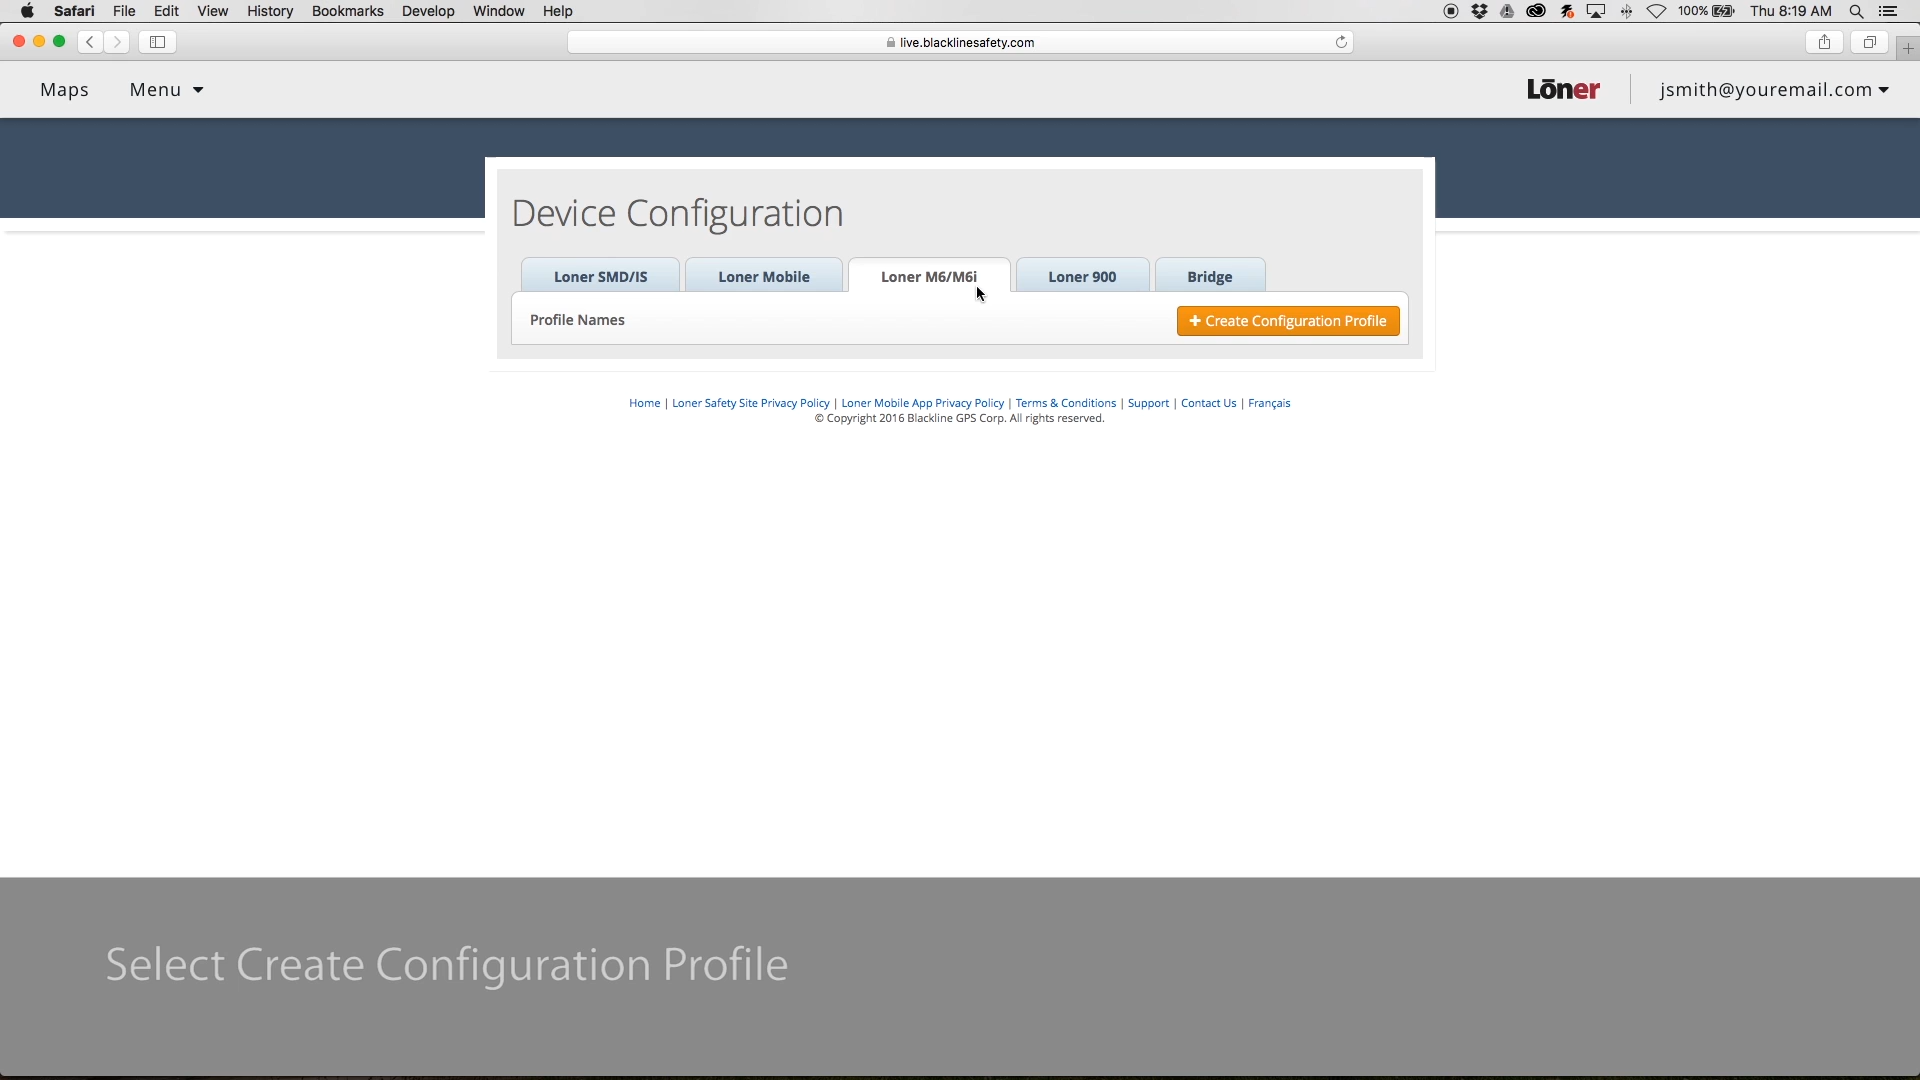 Safari File Edit View History Bookmarks Develop Window Help 100% Thu 8:19 AM
live.blacklinesafety.com
Maps Menu Lōner jsmith@youremail.com
Device Configuration
Loner SMD/IS Loner Mobile Loner M6/M6i Loner 900 Bridge
Profile Names + Create Configuration Profile
Home | Loner Safety Site Privacy Policy | Loner Mobile App Privacy Policy | Terms & Conditions | Support | Contact Us | Français
© Copyright 2016 Blackline GPS Corp. All rights reserved.
Select Create Configuration Profile